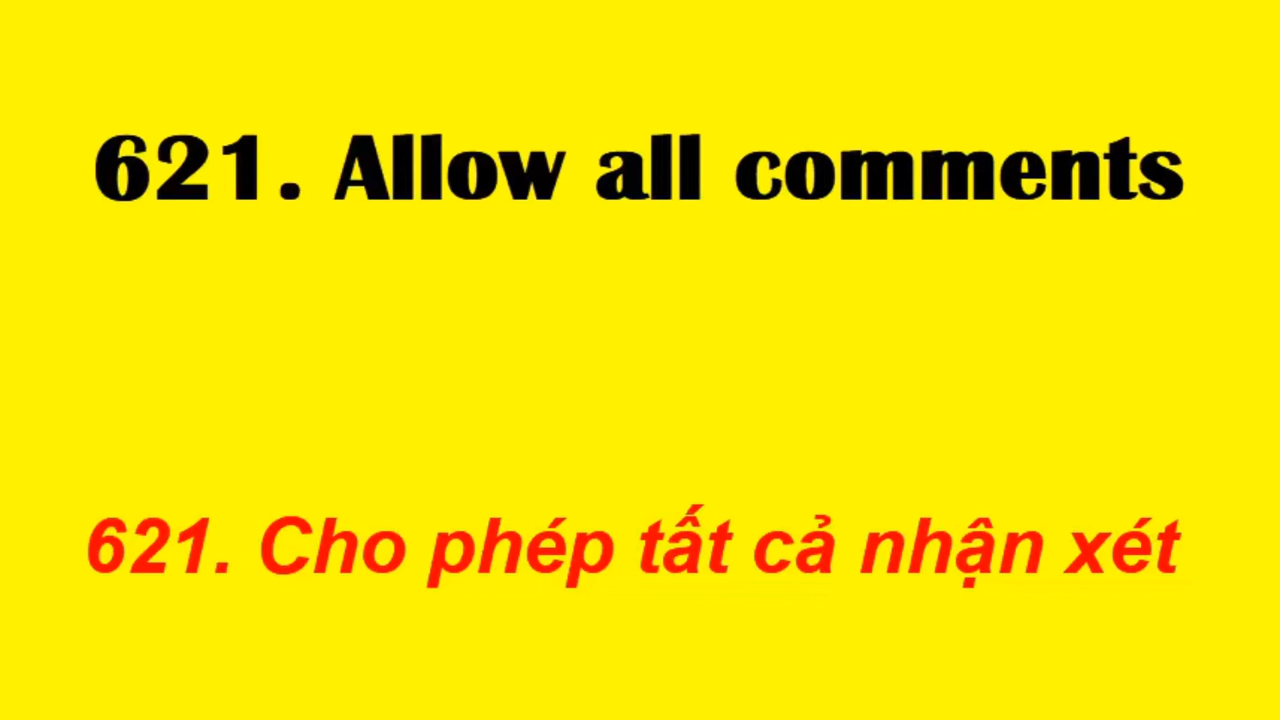 621. Allow all comments
621. Cho phép tất cả nhận xét